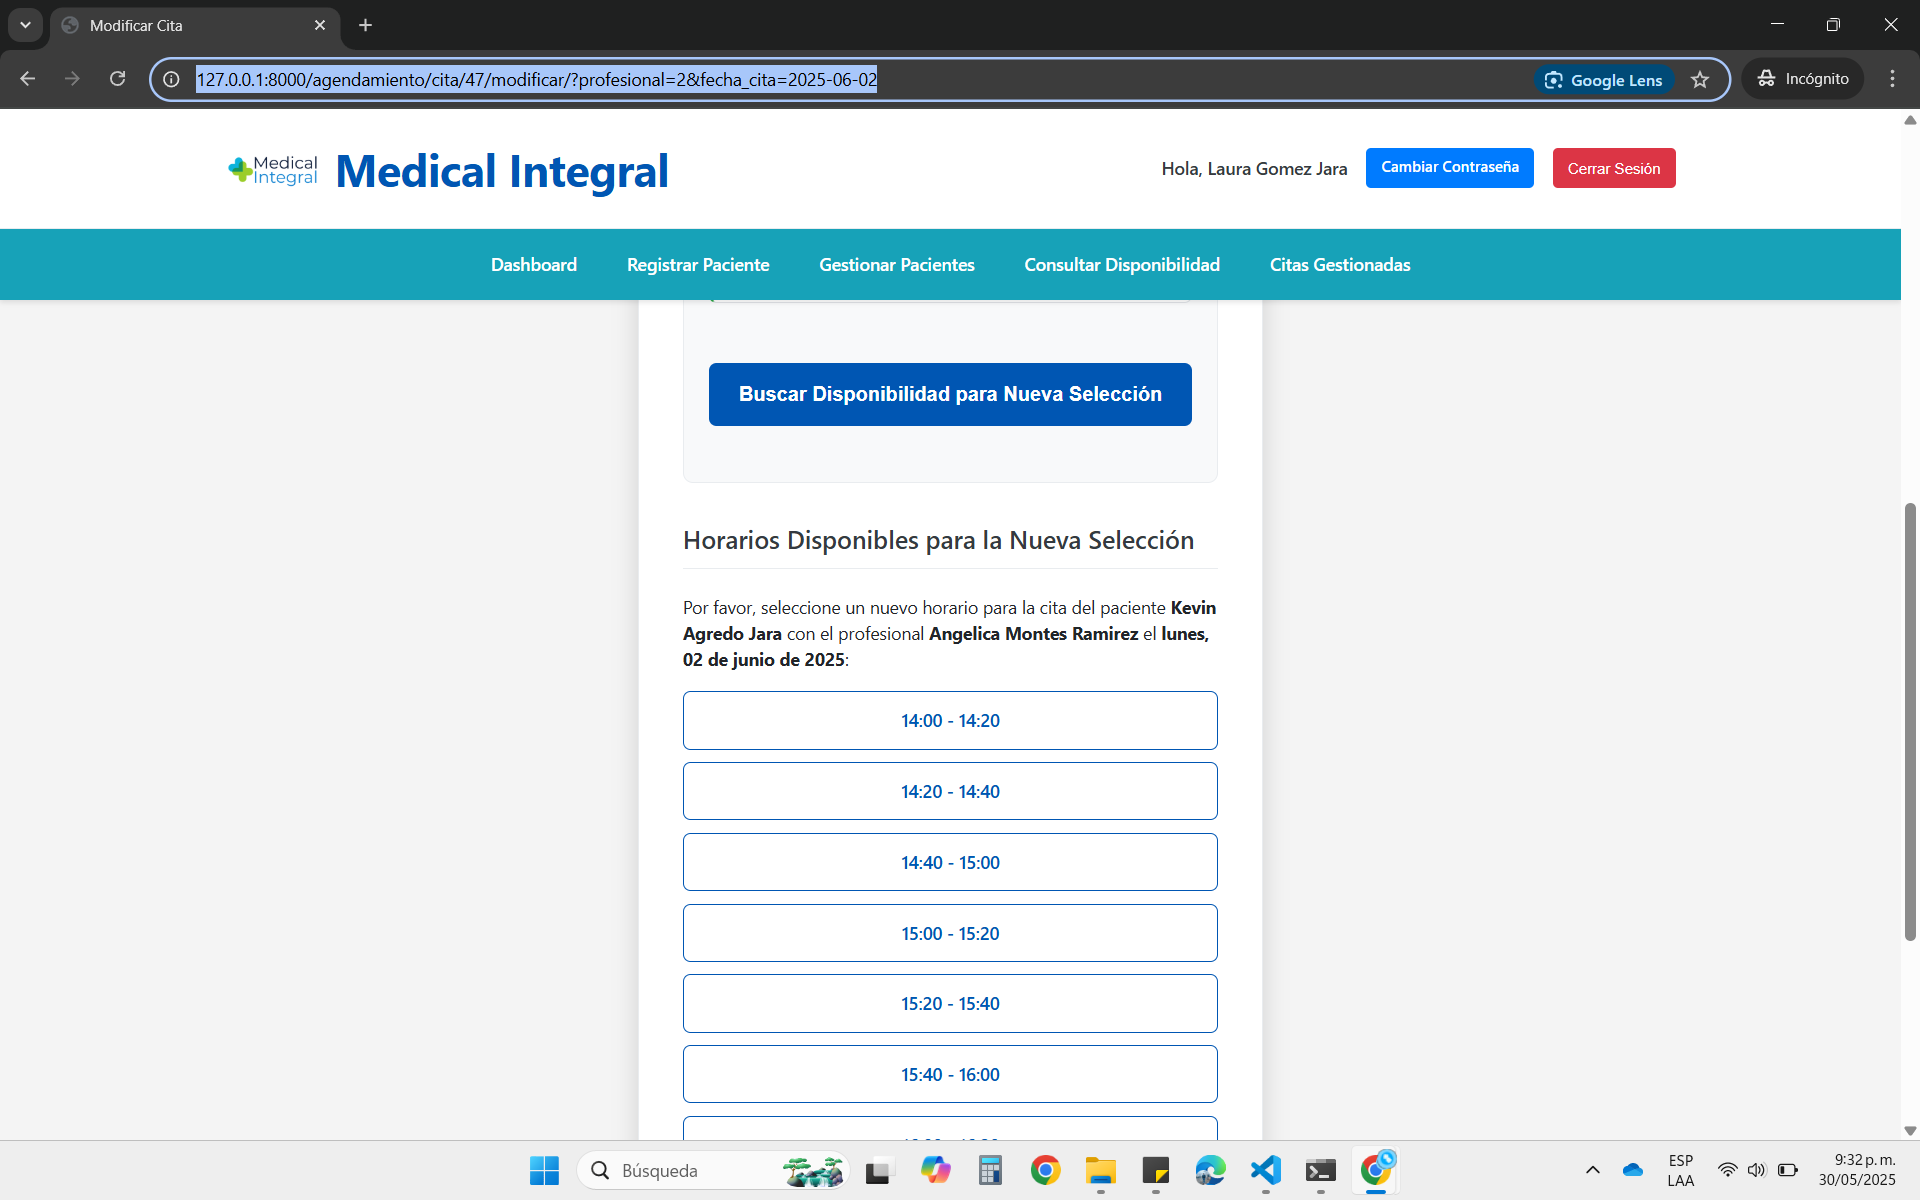 Modificar Cita
127.0.0.1:8000/agendamiento/cita/47/modificar/?profesional=2&fecha_cita=2025-06-02
Google Lens
Incógnito
Medical Integral
Medical Integral
Hola, Laura Gomez Jara
Cambiar Contraseña
Cerrar Sesión
Dashboard
Registrar Paciente
Gestionar Pacientes
Consultar Disponibilidad
Citas Gestionadas
Buscar Disponibilidad para Nueva Selección
Horarios Disponibles para la Nueva Selección
Por favor, seleccione un nuevo horario para la cita del paciente Kevin
Agredo Jara con el profesional Angelica Montes Ramirez el lunes,
02 de junio de 2025:
14:00 - 14:20
14:20 - 14:40
14:40 - 15:00
15:00 - 15:20
15:20 - 15:40
15:40 - 16:00
Búsqueda
ESP
LAA
9:32 p. m.
30/05/2025